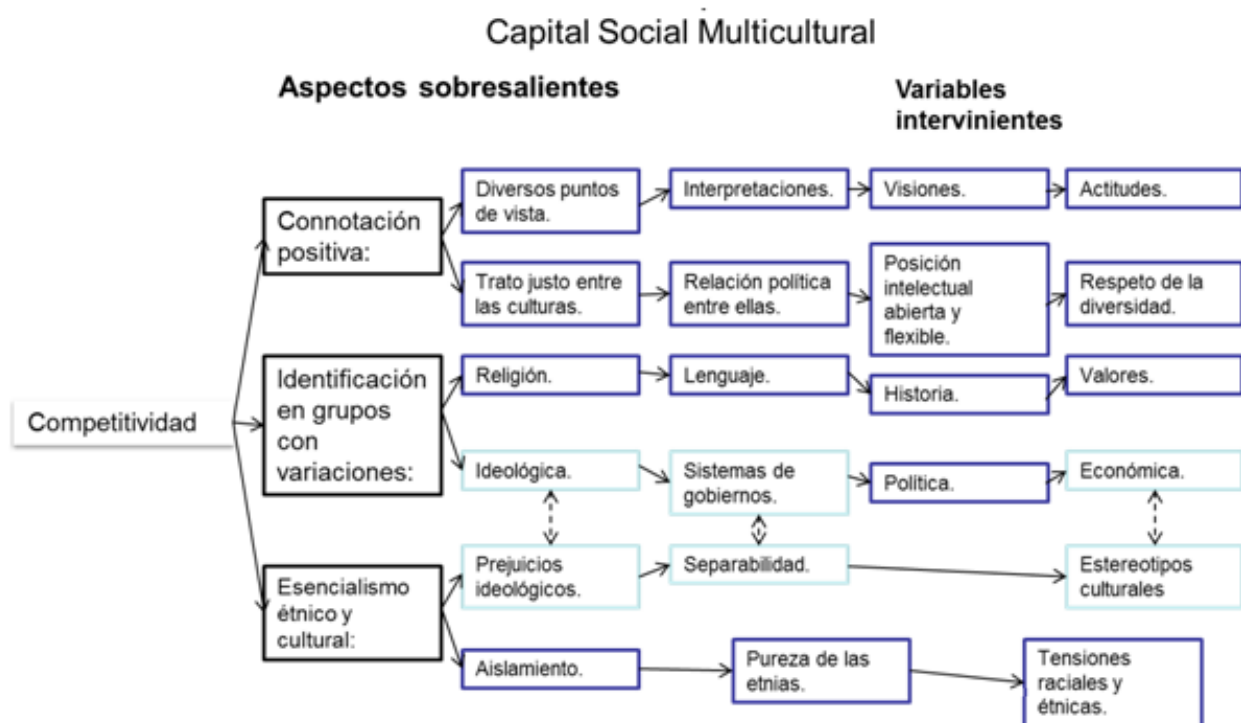 Capital Social Multicultural
Aspectos sobresalientes
Variables
intervinientes
Competitividad
Connotación
positiva:
Diversos puntos
de vista.
Interpretaciones.
Visiones.
Actitudes.
Trato justo entre
las culturas.
Relación política
entre ellas.
Posición
intelectual
abierta y
flexible.
Respeto de la
diversidad.
Identificación
en grupos
con
variaciones:
Religión.
Lenguaje.
Historia.
Valores.
Ideológica.
Sistemas de
gobiernos.
Política.
Económica.
Esencialismo
étnico y
cultural:
Prejuicios
ideológicos.
Separabilidad.
Estereotipos
culturales
Aislamiento.
Pureza de las
etnias.
Tensiones
raciales y
étnicas.